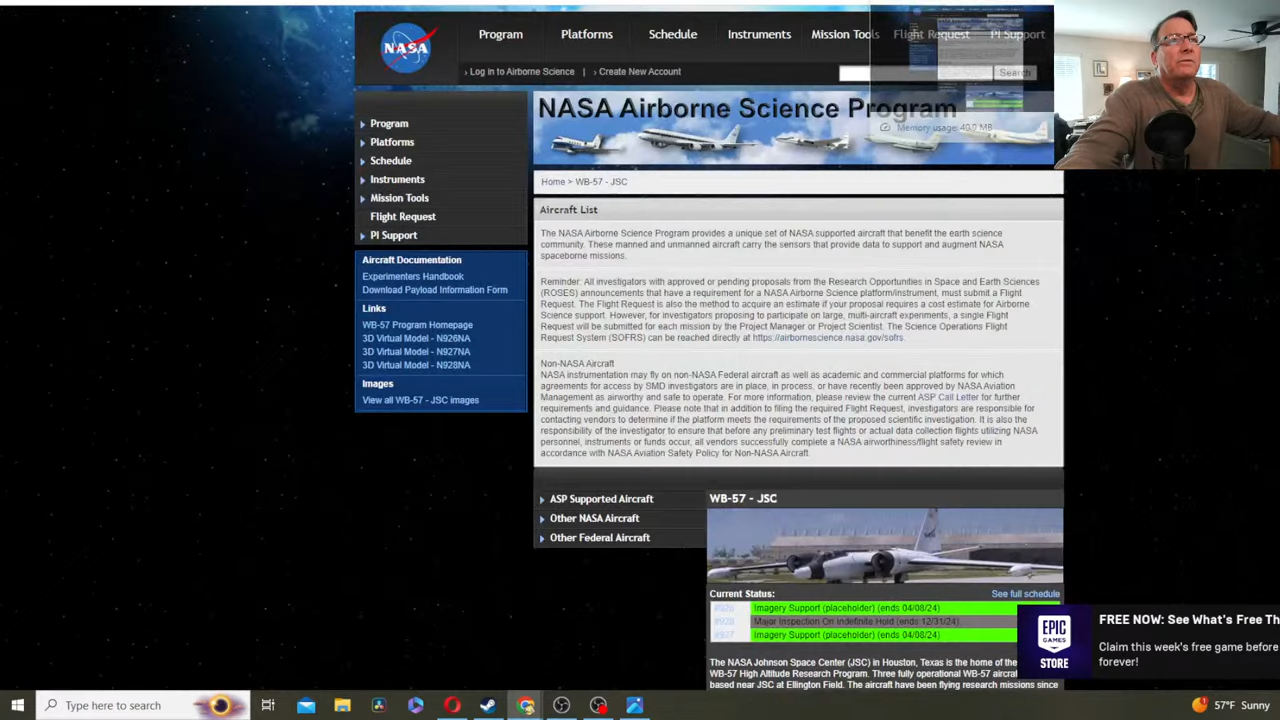 NASA
Program
Platforms
Schedule
Instruments
Mission Tools
Flight Request
PI Support
› Log in to Airborne Science | › Create New Account
Search
NASA Airborne Science Program
Memory usage: 40.0 MB
Program
Platforms
Schedule
Instruments
Mission Tools
Flight Request
PI Support
Aircraft Documentation
Experimenters Handbook
Download Payload Information Form
Links
WB-57 Program Homepage
3D Virtual Model - N926NA
3D Virtual Model - N927NA
3D Virtual Model - N928NA
Images
View all WB-57 - JSC images
Home > WB-57 - JSC
Aircraft List
The NASA Airborne Science Program provides a unique set of NASA supported aircraft that benefit the earth science
community. These manned and unmanned aircraft carry the sensors that provide data to support and augment NASA
spaceborne missions.
Reminder: All investigators with approved or pending proposals from the Research Opportunities in Space and Earth Sciences
(ROSES) announcements that have a requirement for a NASA Airborne Science platform/instrument, must submit a Flight
Request. The Flight Request is also the method to acquire an estimate if your proposal requires a cost estimate for Airborne
Science support. However, for investigators proposing to participate on large, multi-aircraft experiments, a single Flight
Request will be submitted for each mission by the Project Manager or Project Scientist. The Science Operations Flight
Request System (SOFRS) can be reached directly at https://airbornescience.nasa.gov/sofrs.
Non-NASA Aircraft
NASA instrumentation may fly on non-NASA Federal aircraft as well as academic and commercial platforms for which
agreements for access by SMD investigators are in place, in process, or have recently been approved by NASA Aviation
Management as airworthy and safe to operate. For more information, please review the current ASP Call Letter for further
requirements and guidance. Please note that in addition to filing the required Flight Request, investigators are responsible for
contacting vendors to determine if the platform meets the requirements of the proposed scientific investigation. It is also the
responsibility of the investigator to ensure that before any preliminary test flights or actual data collection flights utilizing NASA
personnel, instruments or funds occur, all vendors successfully complete a NASA airworthiness/flight safety review in
accordance with NASA Aviation Safety Policy for Non-NASA Aircraft.
ASP Supported Aircraft
Other NASA Aircraft
Other Federal Aircraft
WB-57 - JSC
Current Status:
See full schedule
#926 Imagery Support (placeholder) (ends 04/08/24)
#928 Major Inspection On Indefinite Hold (ends 12/31/24)
#927 Imagery Support (placeholder) (ends 04/08/24)
The NASA Johnson Space Center (JSC) in Houston, Texas is the home of the
WB-57 High Altitude Research Program. Three fully operational WB-57 aircra
based near JSC at Ellington Field. The aircraft have been flying research missions since
EPIC
GAMES
STORE
FREE NOW: See What's Free Th
Claim this week's free game before
forever!
Type here to search
57°F Sunny